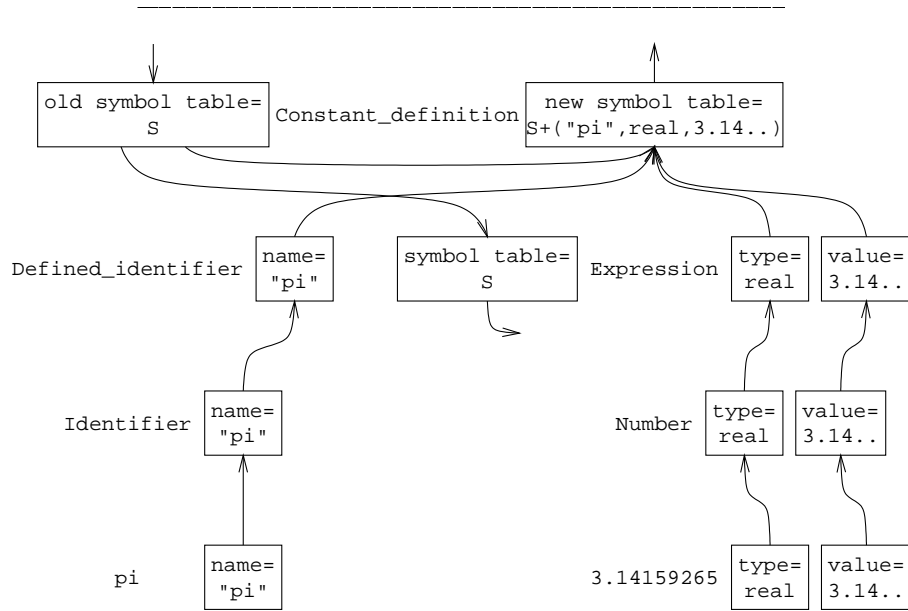 old symbol table=
S
Constant_definition
new symbol table=
S+("pi",real,3.14..)
Defined_identifier
name=
"pi"
symbol table=
S
Expression
type=
real
value=
3.14..
Identifier
name=
"pi"
Number
type=
real
value=
3.14..
pi
name=
"pi"
3.14159265
type=
real
value=
3.14..